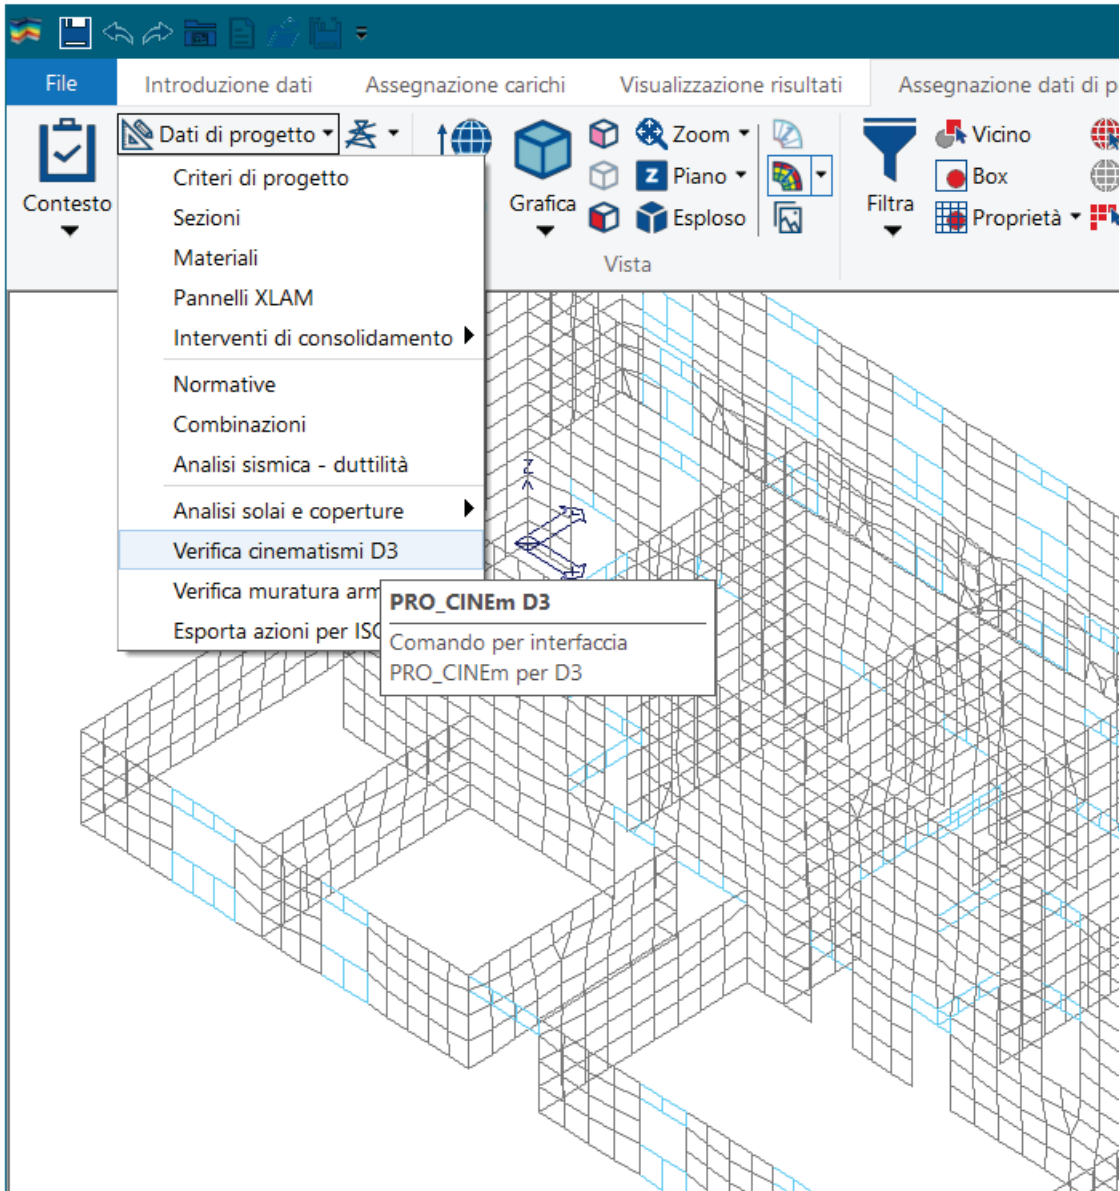 File
Introduzione dati
Assegnazione carichi
Visualizzazione risultati
Assegnazione dati di p
Contesto
Dati di progetto
Grafica
Zoom
Z Piano
Esploso
Vista
Filtra
Vicino
Box
Proprietà
Criteri di progetto
Sezioni
Materiali
Pannelli XLAM
Interventi di consolidamento
Normative
Combinazioni
Analisi sismica - duttilità
Analisi solai e coperture
Verifica cinematismi D3
Verifica muratura arm
Esporta azioni per ISO
PRO_CINEm D3
Comando per interfaccia
PRO_CINEm per D3
Z